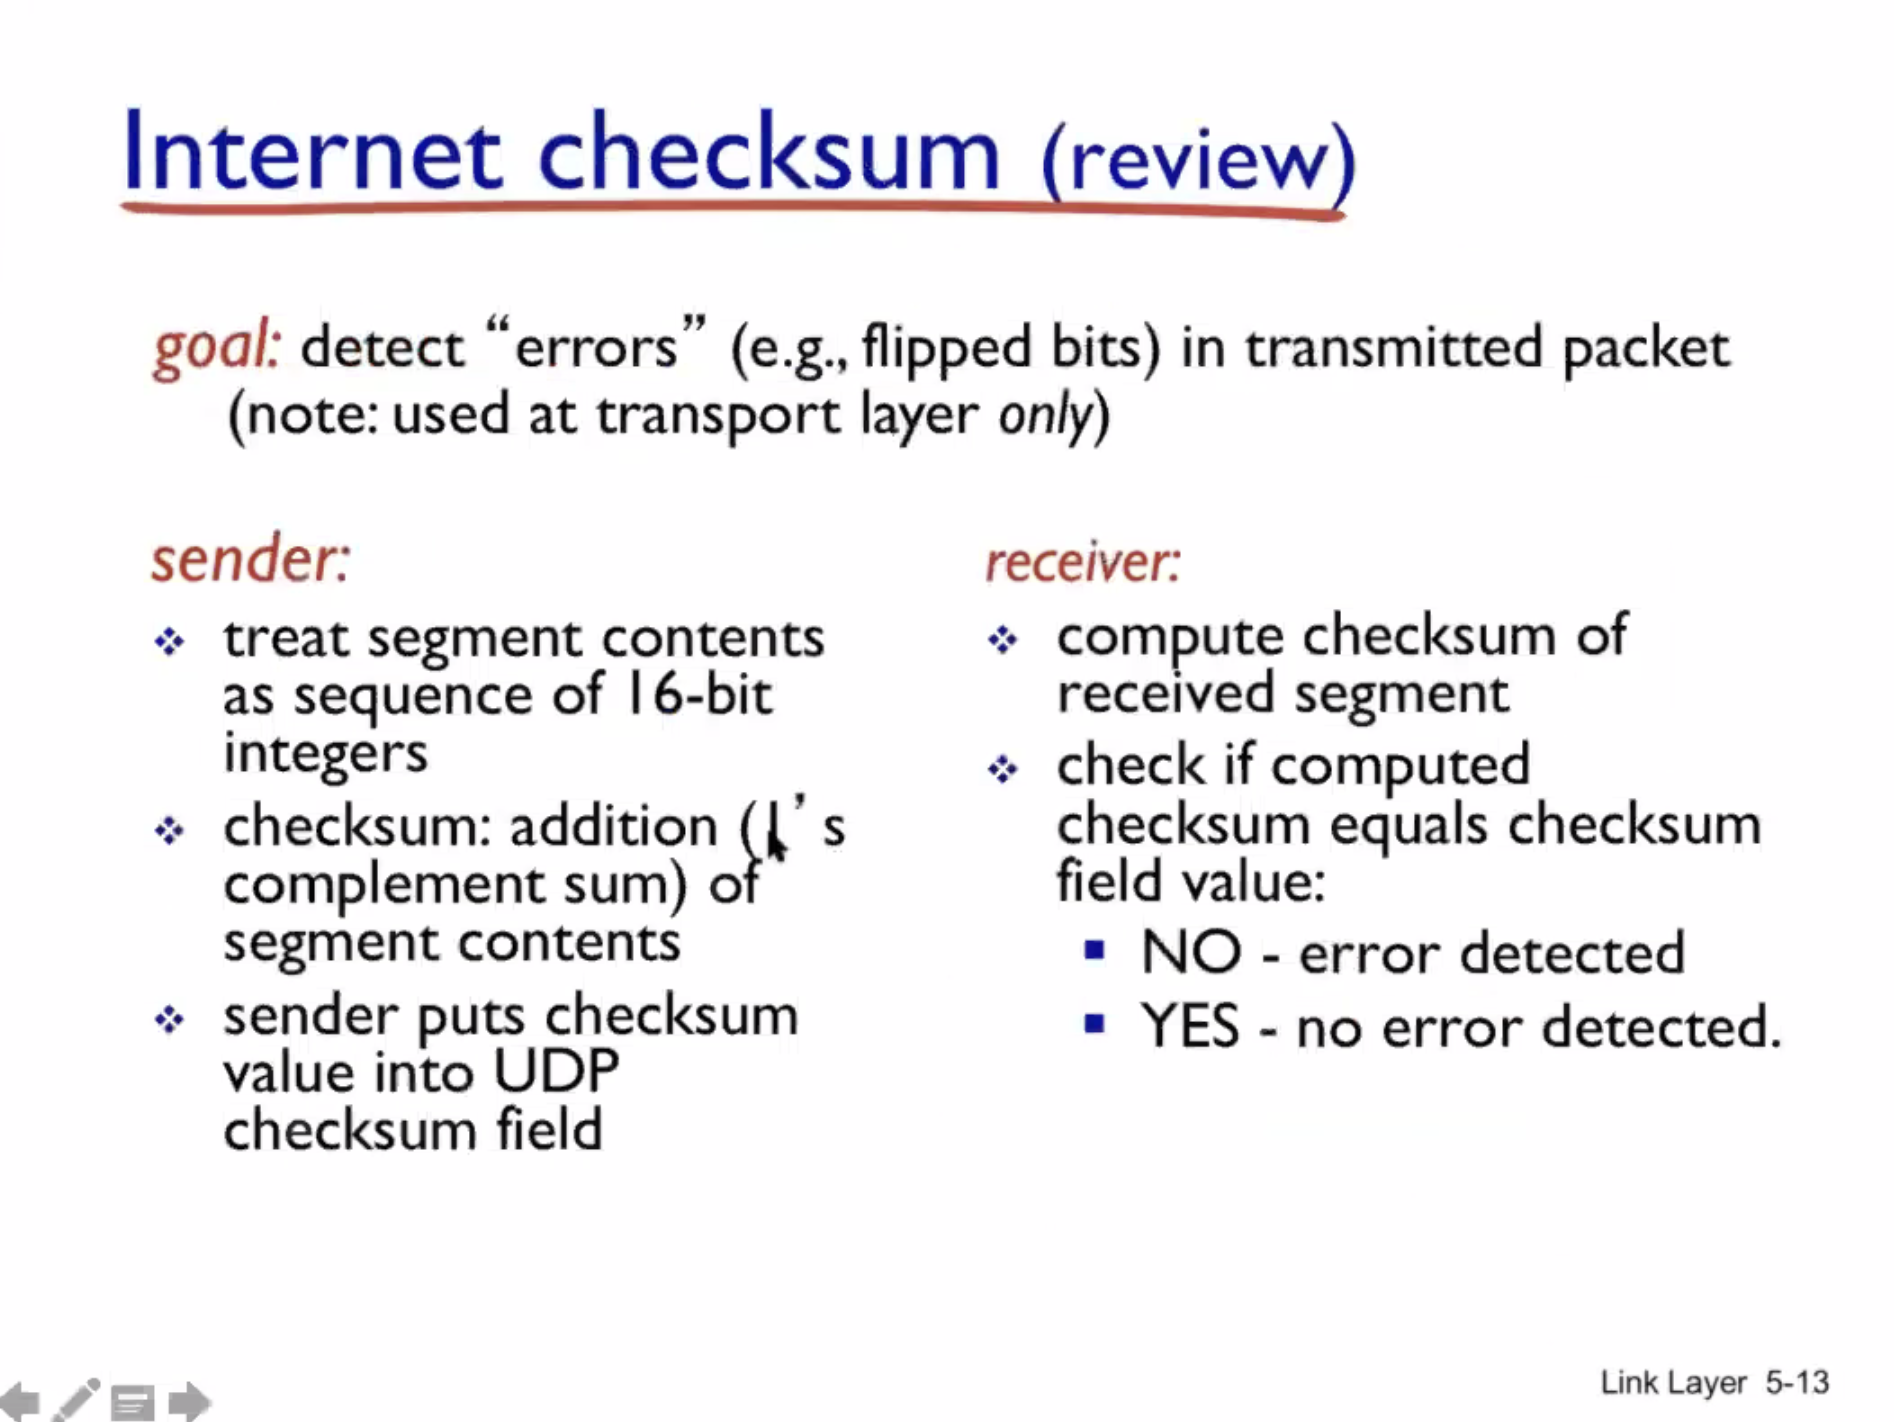 Internet checksum (review)
goal: detect “errors” (e.g., flipped bits) in transmitted packet
(note: used at transport layer only)
sender:
treat segment contents
as sequence of 16-bit
integers
checksum: addition (1’s
complement sum) of
segment contents
sender puts checksum
value into UDP
checksum field
receiver:
compute checksum of
received segment
check if computed
checksum equals checksum
field value:
NO - error detected
YES - no error detected.
Link Layer 5-13